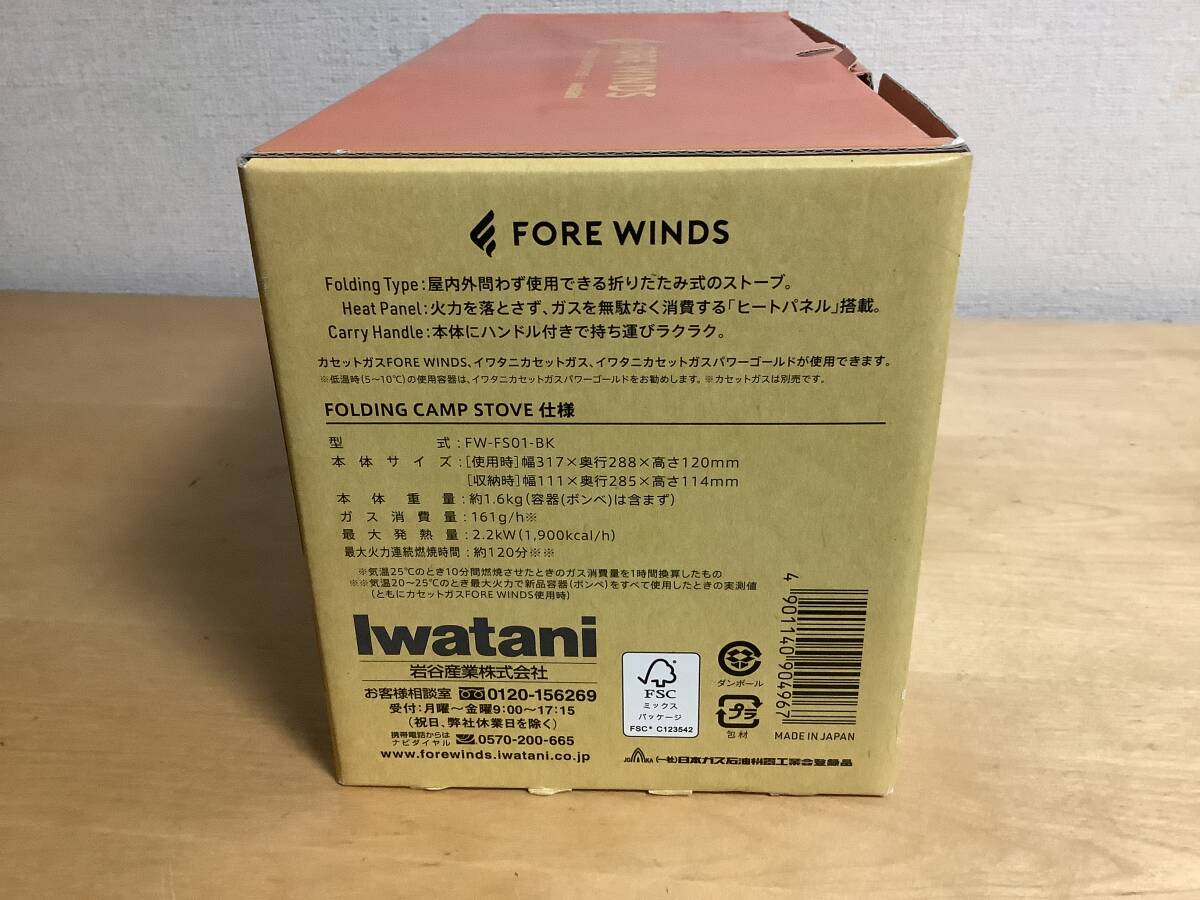 WINDS
FORE WINDS
Folding Type:屋内外問わず使用できる折りたたみ式のストーブ。
Heat Panel:火力を落とさず、ガスを無駄なく消費する「ヒートパネル」搭載。
Carry Handle:本体にハンドル付きで持ち運びラクラク。
カセットガスFORE WINDS、イワタニカセットガス、イワタニカセットガスパワーゴールドが使用できます。
※低温時(5~10℃)の使用容器は、イワタニカセットガスパワーゴールドをお勧めします。※カセットガスは別売です。
FOLDING CAMP STOVE 仕様
型式:FW-FS01-BK
本体サイズ:[使用時]幅317×奥行288×高さ120mm
[収納時]幅111×奥行285×高さ114mm
本体重量:約1.6kg(容器(ボンベ)は含まず)
ガス消費量:161g/h※
最大発熱量:2.2kW(1,900kcal/h)
最大火力連続燃焼時間:約120分※※
※気温25℃のとき10分間燃焼させたときのガス消費量を1時間換算したもの
※※気温20~25℃のとき最大火力で新品容器(ボンベ)をすべて使用したときの実測値
(ともにカセットガスFORE WINDS使用時)
Iwatani
岩谷産業株式会社
お客様相談室 0120-156269
受付:月曜~金曜9:00~17:15
(祝日、弊社休業日を除く)
携帯電話からは
ナビダイヤル 0570-200-665
www.forewinds.iwatani.co.jp
FSC
ミックス
パッケージ
FSC® C123542
ダンボール
プラ
包材
4 901140 904967
MADE IN JAPAN
(一社)日本ガス石油機器工業会登録品